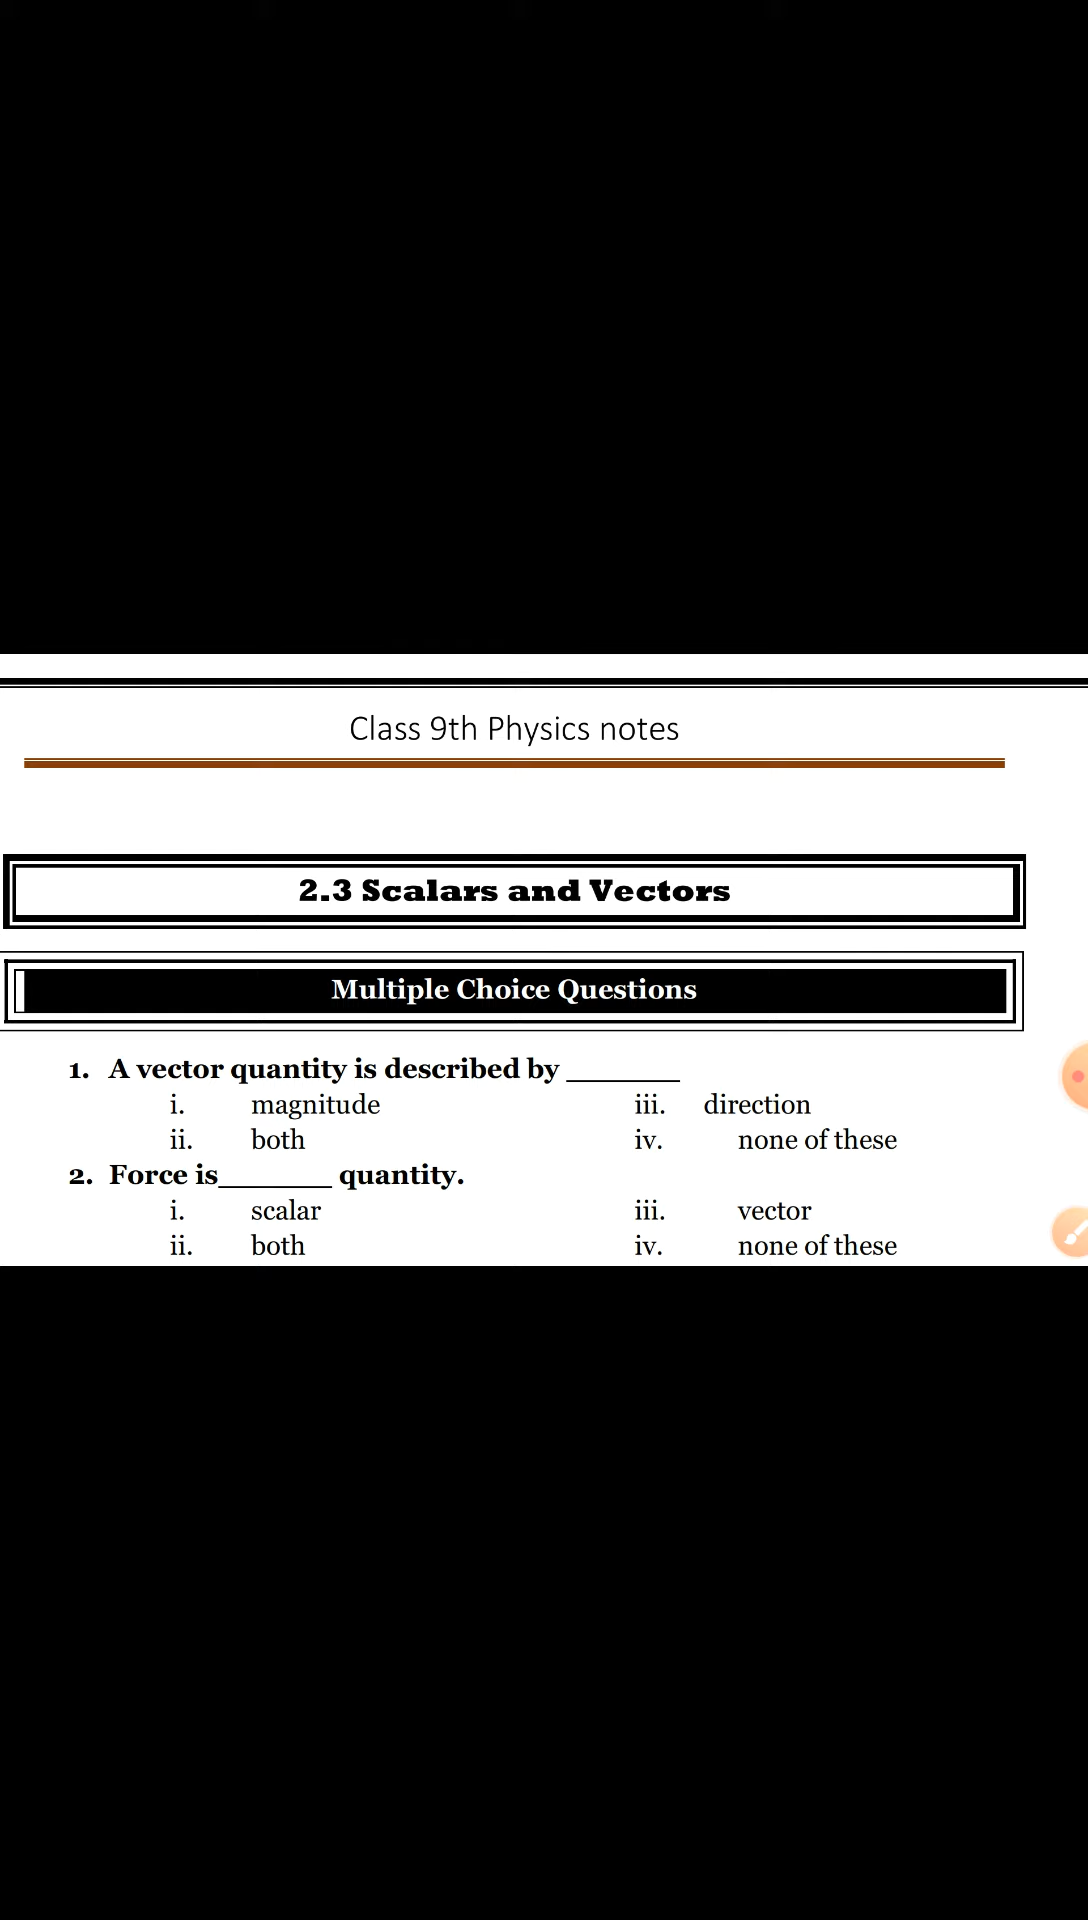 Class 9th Physics notes
2.3 Scalars and Vectors
Multiple Choice Questions
1. A vector quantity is described by ________
i. magnitude iii. direction
ii. both iv. none of these
2. Force is________ quantity.
i. scalar iii. vector
ii. both iv. none of these